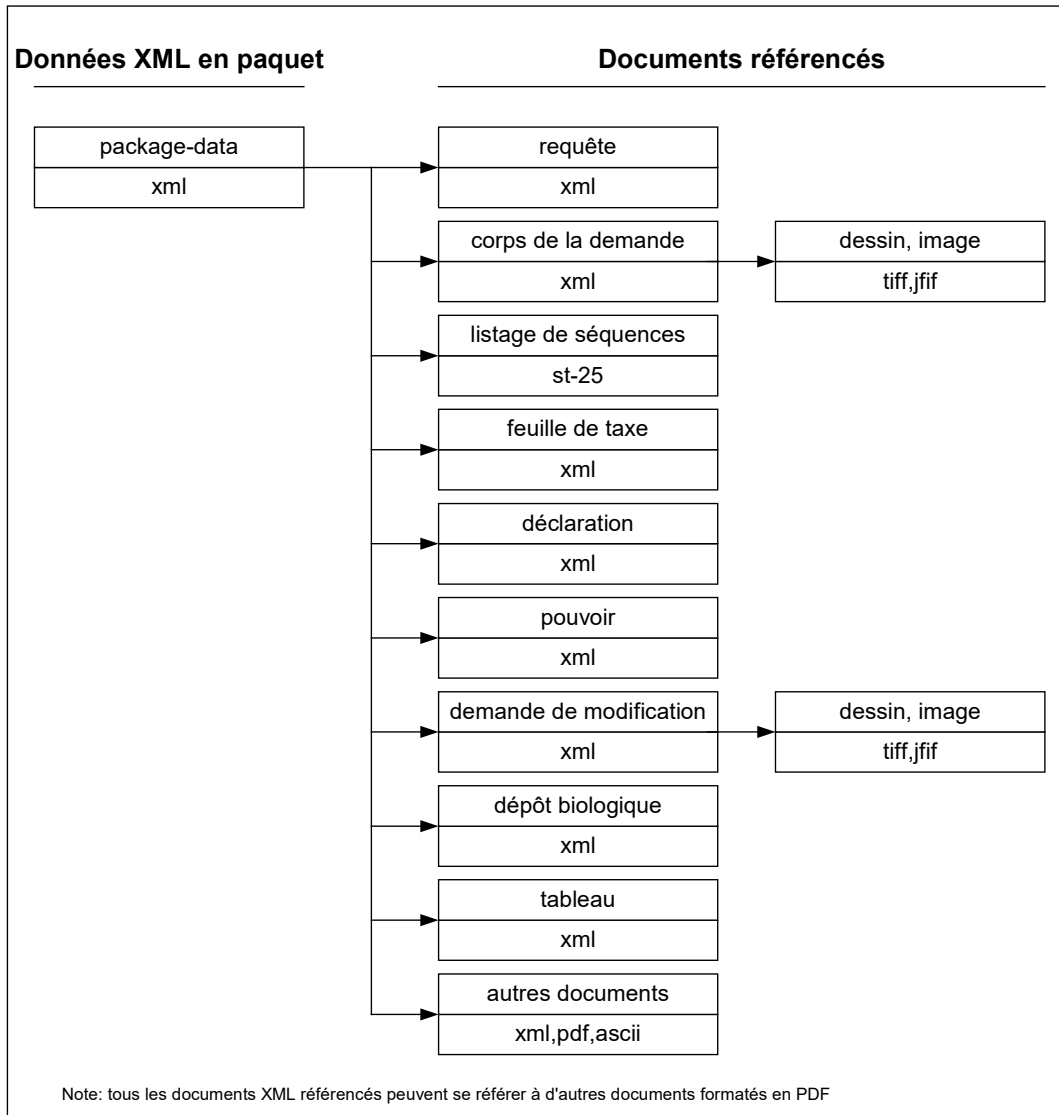 Données XML en paquet
Documents référencés
package-data
xml
requête
xml
corps de la demande
xml
dessin, image
tiff,jfif
listage de séquences
st-25
feuille de taxe
xml
déclaration
xml
pouvoir
xml
demande de modification
xml
dessin, image
tiff,jfif
dépôt biologique
xml
tableau
xml
autres documents
xml,pdf,ascii
Note: tous les documents XML référencés peuvent se référer à d'autres documents formatés en PDF